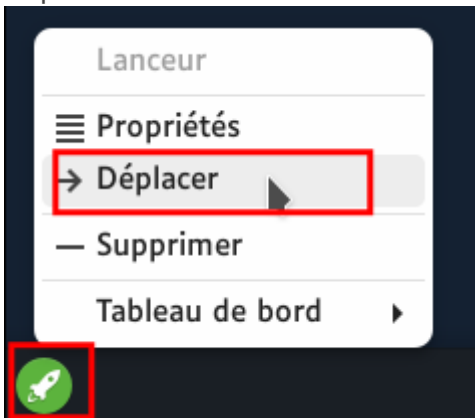 Lanceur
Propriétés
Déplacer
Supprimer
Tableau de bord